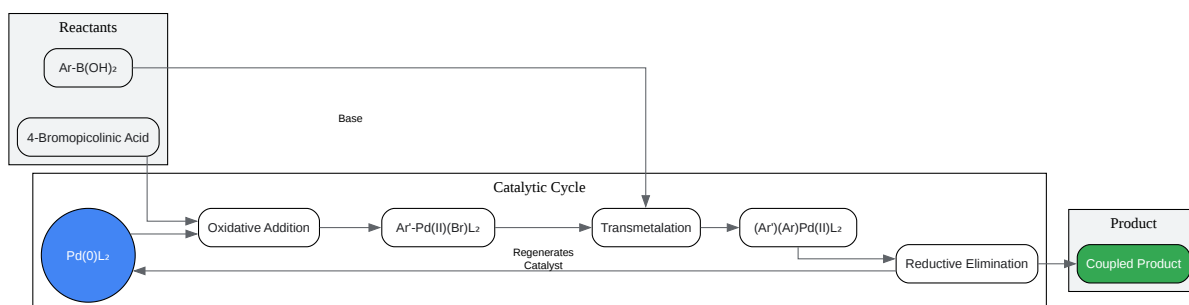 Reactants
Ar-B(OH)₂
4-Bromopicolinic Acid
Base
Catalytic Cycle
Pd(0)L₂
Oxidative Addition
Ar'-Pd(II)(Br)L₂
Transmetalation
(Ar')(Ar)Pd(II)L₂
Regenerates
Catalyst
Reductive Elimination
Product
Coupled Product